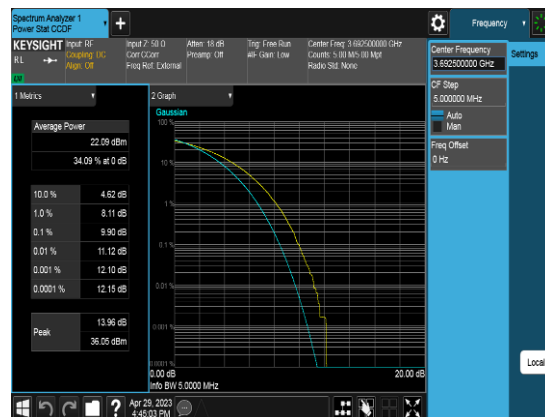 Spectrum Analyzer 1
Power Stat CCDF
+
Frequency
KEYSIGHT
RL
Input: RF
Coupling: DC
Align: Off
Input Z: 50 Ω
Corr CCorr
Freq Ref: External
Atten: 18 dB
Preamp: Off
Trig: Free Run
#IF Gain: Low
Center Freq: 3.692500000 GHz
Counts: 5.00 M/5.00 Mpt
Radio Std: None
Center Frequency
3.692500000 GHz
Settings
CF Step
5.000000 MHz
Auto
Man
Freq Offset
0 Hz
1 Metrics
2 Graph
Average Power
22.09 dBm
34.09 % at 0 dB
10.0 % 4.62 dB
1.0 % 8.11 dB
0.1 % 9.90 dB
0.01 % 11.12 dB
0.001 % 12.10 dB
0.0001 % 12.15 dB
Peak
13.96 dB
36.05 dBm
Gaussian
100 %
10 %
1 %
0.1 %
0.01 %
0.001 %
0.0001 %
0.00 dB 20.00 dB
Info BW 5.0000 MHz
Local
?
Apr 29, 2023
4:45:03 PM